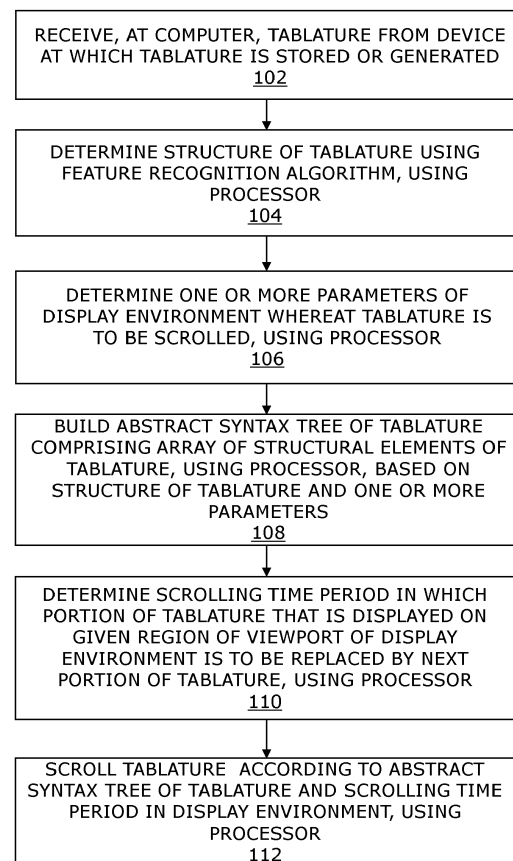 RECEIVE, AT COMPUTER, TABLATURE FROM DEVICE
AT WHICH TABLATURE IS STORED OR GENERATED
102
DETERMINE STRUCTURE OF TABLATURE USING
FEATURE RECOGNITION ALGORITHM, USING
PROCESSOR
104
DETERMINE ONE OR MORE PARAMETERS OF
DISPLAY ENVIRONMENT WHEREAT TABLATURE IS
TO BE SCROLLED, USING PROCESSOR
106
BUILD ABSTRACT SYNTAX TREE OF TABLATURE
COMPRISING ARRAY OF STRUCTURAL ELEMENTS OF
TABLATURE, USING PROCESSOR, BASED ON
STRUCTURE OF TABLATURE AND ONE OR MORE
PARAMETERS
108
DETERMINE SCROLLING TIME PERIOD IN WHICH
PORTION OF TABLATURE THAT IS DISPLAYED ON
GIVEN REGION OF VIEWPORT OF DISPLAY
ENVIRONMENT IS TO BE REPLACED BY NEXT
PORTION OF TABLATURE, USING PROCESSOR
110
SCROLL TABLATURE ACCORDING TO ABSTRACT
SYNTAX TREE OF TABLATURE AND SCROLLING TIME
PERIOD IN DISPLAY ENVIRONMENT, USING
PROCESSOR
112